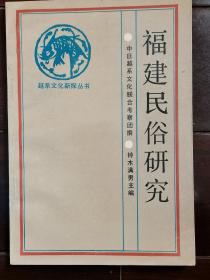 福建民俗研究
中日越系文化联合考察团撰
铃木满男主编
越系文化新探丛书